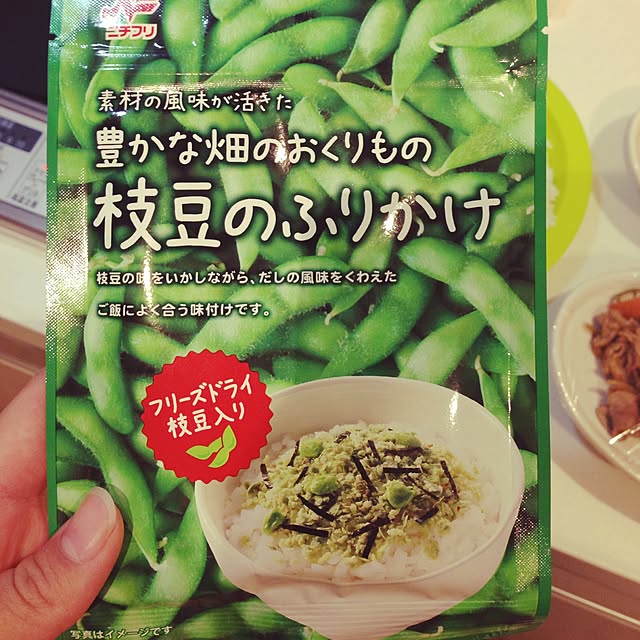 ニチフリ
素材の風味が活きた
豊かな畑のおくりもの
枝豆のふりかけ
枝豆の味をいかしながら、だしの風味をくわえた
ご飯によく合う味付けです。
フリーズドライ
枝豆入り
写真はイメージです